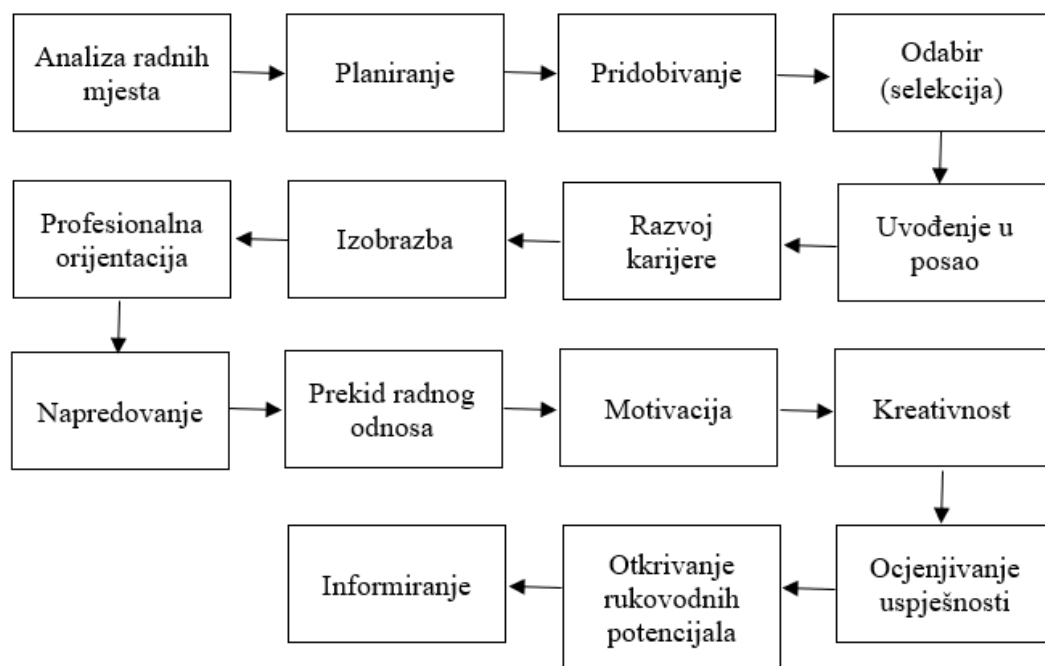 Analiza radnih
mjesta
Planiranje
Pridobivanje
Odabir
(selekcija)
Uvođenje u
posao
Razvoj
karijere
Izobrazba
Profesionalna
orijentacija
Napredovanje
Prekid radnog
odnosa
Motivacija
Kreativnost
Ocjenjivanje
uspješnosti
Otkrivanje
rukovodnih
potencijala
Informiranje